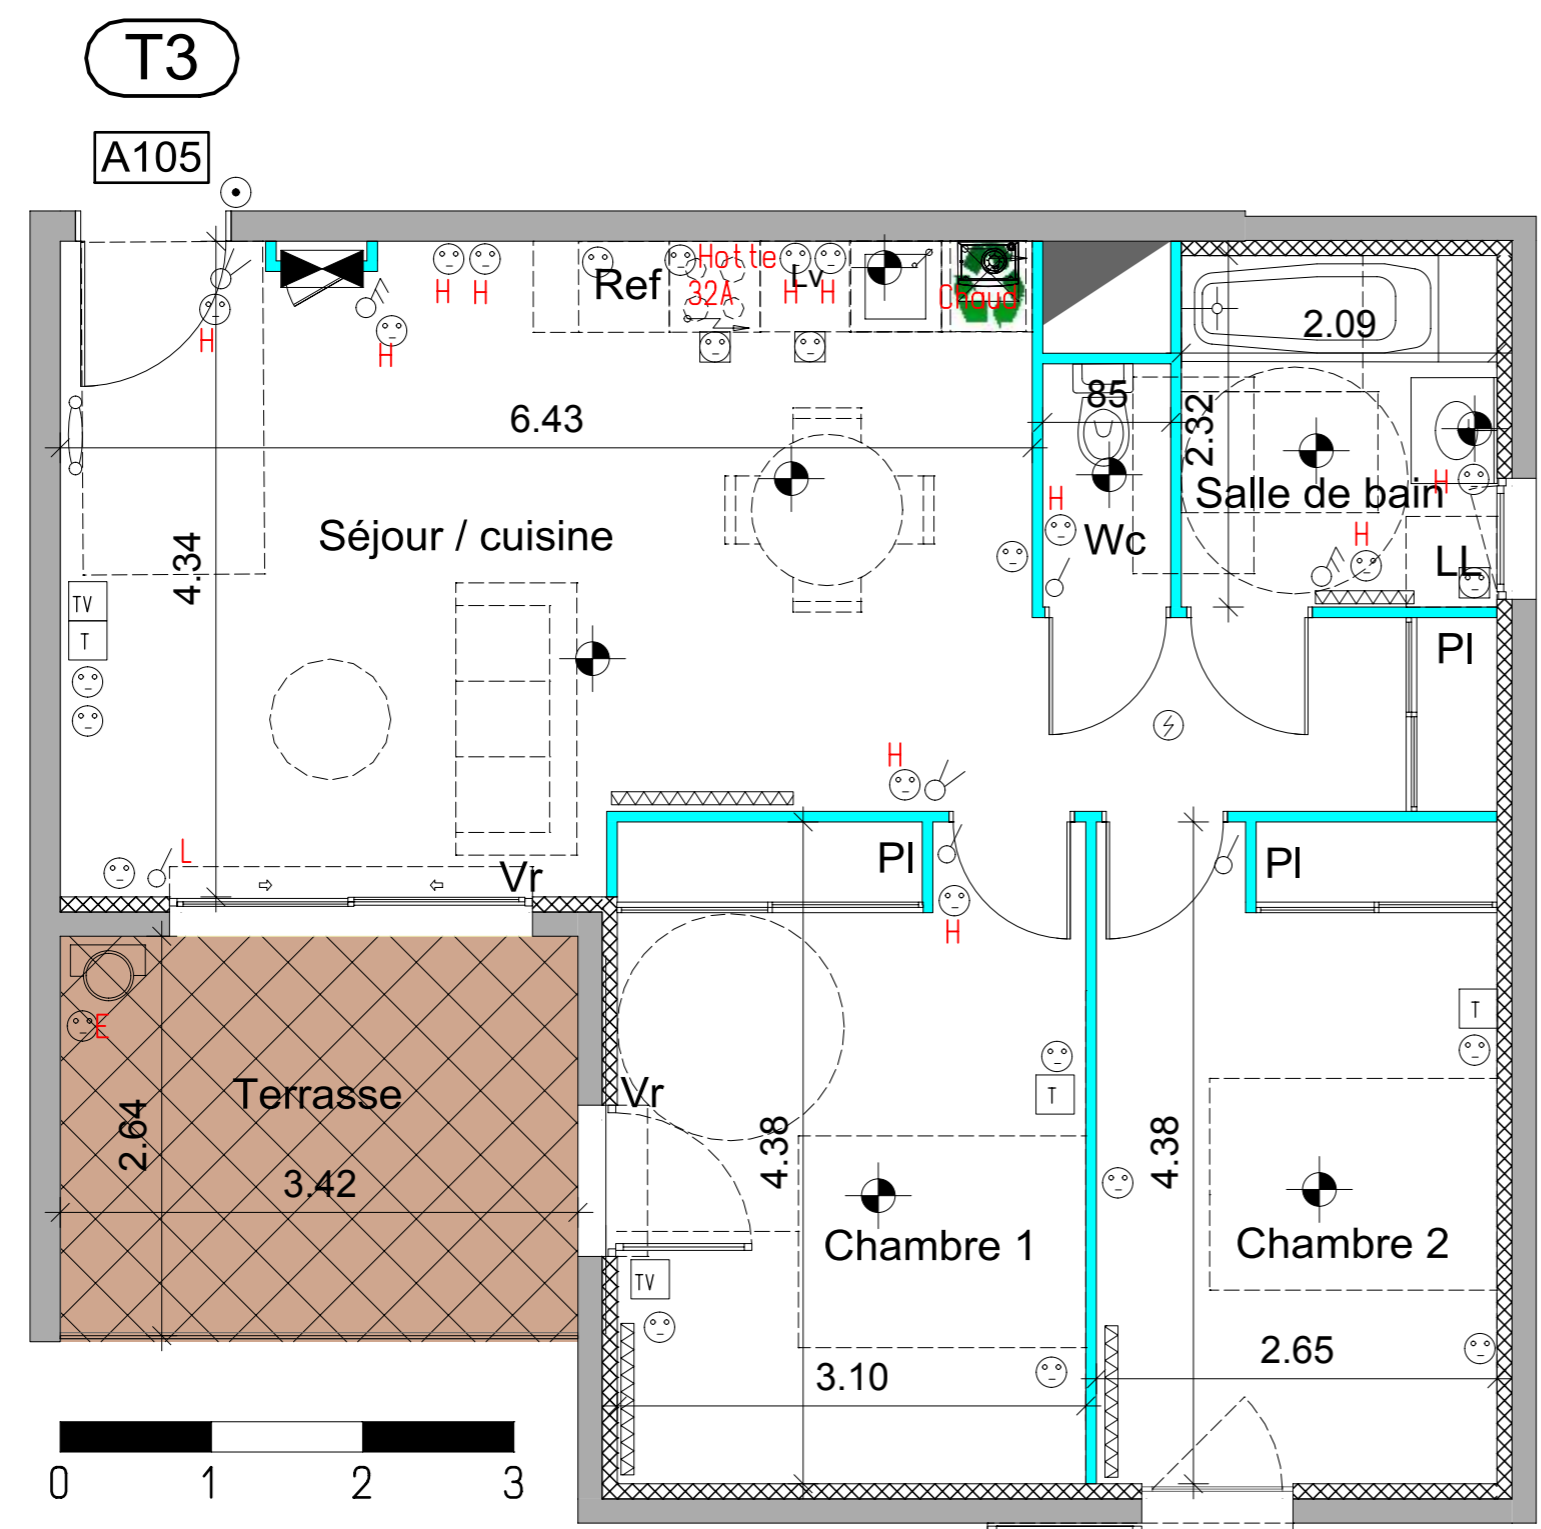 T3
A105
Ref
Hotte
32A
Lv
Chaud
H
H
H
H
H
H
2.09
6.43
85
2.32
4.34
Séjour / cuisine
H
Wc
Salle de bain
H
H
LL
TV
T
Pl
H
L
Vr
Pl
Pl
H
T
E
Terrasse
Vr
T
2.64
3.42
4.38
4.38
Chambre 1
Chambre 2
TV
3.10
2.65
0 1 2 3